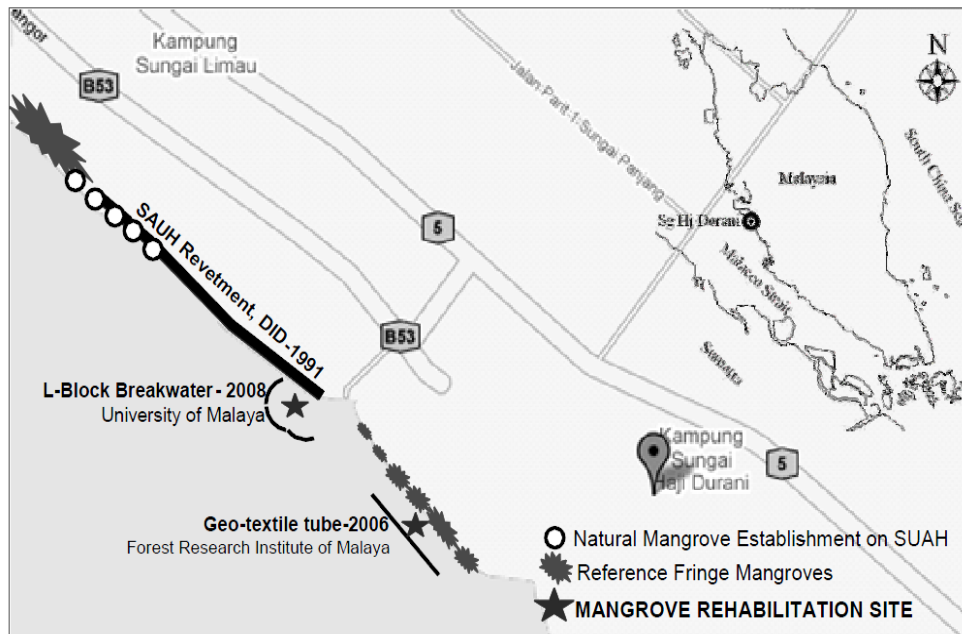 angor
Kampung
Sungai Limau
B53
Jalan Parit 1 Sungai Panjang
N
South China Sea
Malaysia
Sg Hj Dorani
Malacca Strait
Sumatra
5
SAUH Revetment, DID-1991
B53
L-Block Breakwater - 2008
University of Malaya
Kampung
Sungai
Haji Durani
5
Geo-textile tube-2006
Forest Research Institute of Malaya
Natural Mangrove Establishment on SUAH
Reference Fringe Mangroves
MANGROVE REHABILITATION SITE